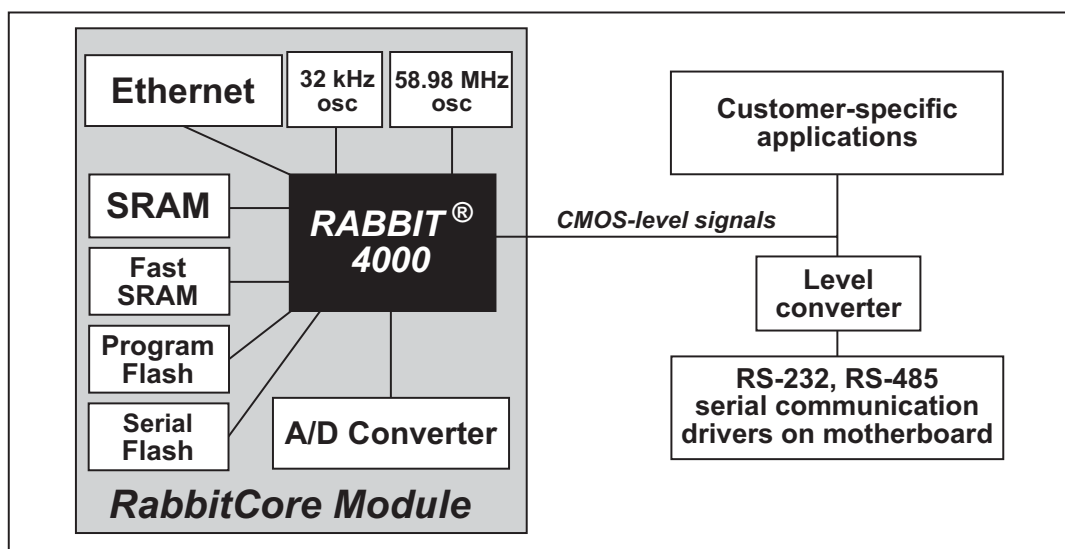 Ethernet
32 kHz
osc
58.98 MHz
osc
SRAM
Fast
SRAM
Program
Flash
Serial
Flash
RABBIT ®
4000
A/D Converter
RabbitCore Module
CMOS-level signals
Customer-specific
applications
Level
converter
RS-232, RS-485
serial communication
drivers on motherboard